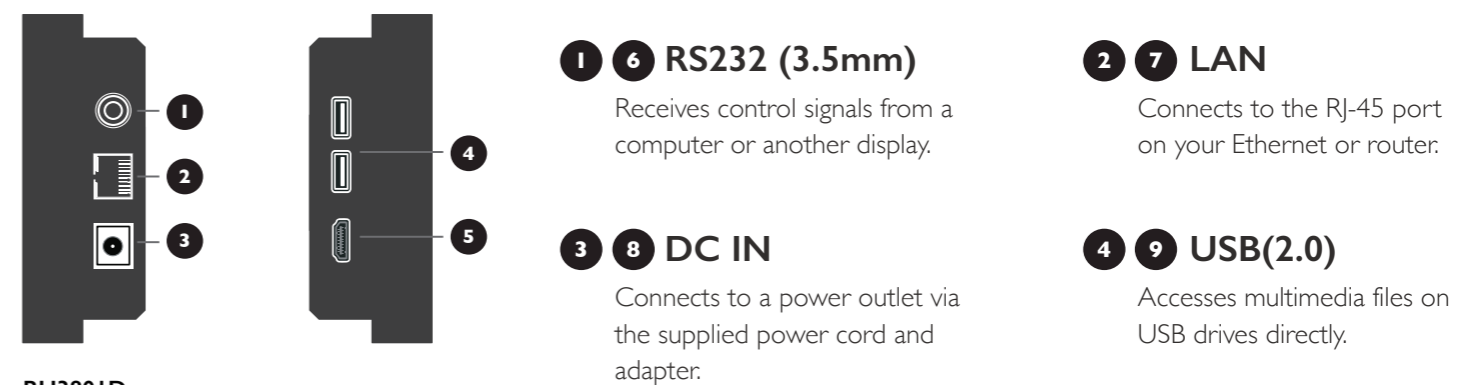 1
2
3
4
5
1 6 RS232 (3.5mm)
Receives control signals from a
computer or another display.
2 7 LAN
Connects to the RJ-45 port
on your Ethernet or router.
3 8 DC IN
Connects to a power outlet via
the supplied power cord and
adapter.
4 9 USB(2.0)
Accesses multimedia files on
USB drives directly.